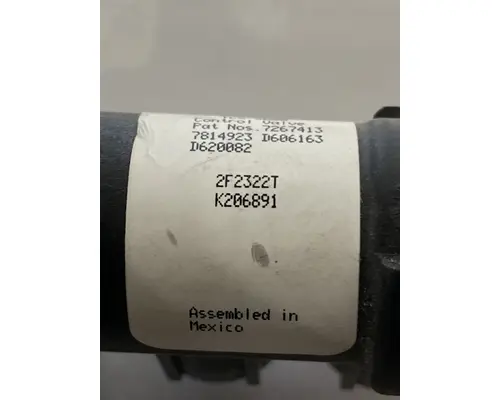 Control Valve
Pat Nos.7267413
7814923 D606163
D620082
2F2322T
K206891
Assembled in
Mexico